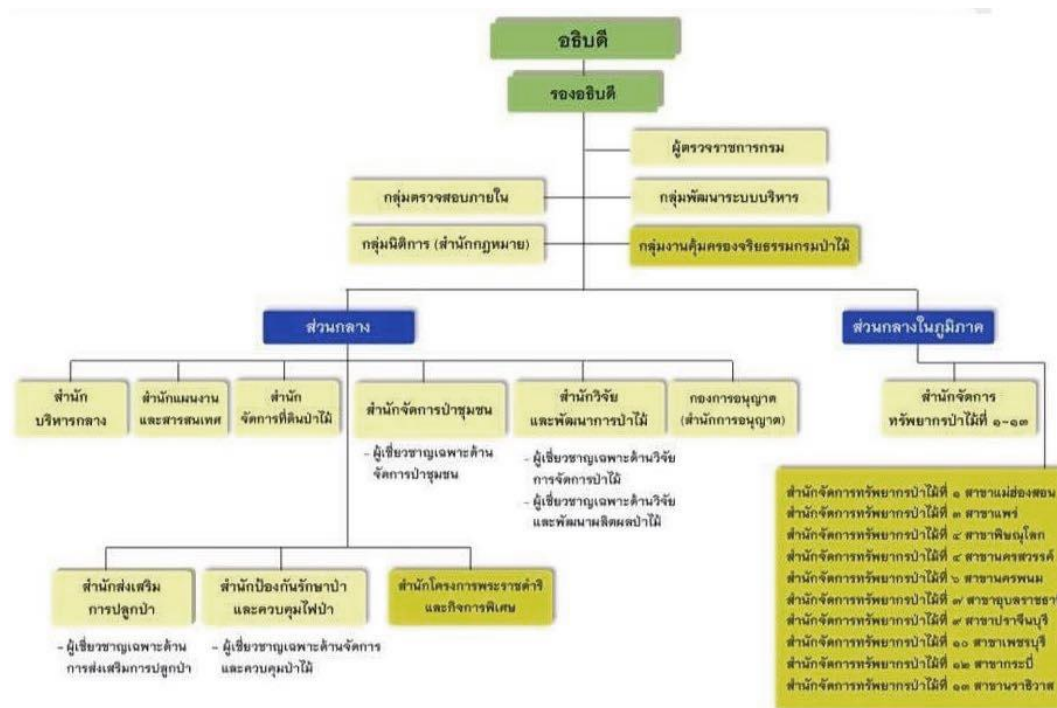 อธิบดี
รองอธิบดี
ผู้ตรวจราชการกรม
กลุ่มตรวจสอบภายใน
กลุ่มพัฒนาระบบบริหาร
กลุ่มนิติการ (สำนักกฎหมาย)
กลุ่มงานคุ้มครองจริยธรรมกรมป่าไม้
ส่วนกลาง
ส่วนกลางในภูมิภาค
สำนัก
บริหารกลาง
สำนักแผนงาน
และสารสนเทศ
สำนัก
จัดการที่ดินป่าไม้
สำนักจัดการป่าชุมชน
- ผู้เชี่ยวชาญเฉพาะด้าน
จัดการป่าชุมชน
สำนักวิจัย
และพัฒนาการป่าไม้
- ผู้เชี่ยวชาญเฉพาะด้านวิจัย
การจัดการป่าไม้
- ผู้เชี่ยวชาญเฉพาะด้านวิจัย
และพัฒนาผลิตผลป่าไม้
กองการอนุญาต
(สำนักการอนุญาต)
สำนักจัดการ
ทรัพยากรป่าไม้ที่ ๑-๑๓
สำนักส่งเสริม
การปลูกป่า
- ผู้เชี่ยวชาญเฉพาะด้าน
การส่งเสริมการปลูกป่า
สำนักป้องกันรักษาป่า
และควบคุมไฟป่า
- ผู้เชี่ยวชาญเฉพาะด้านจัดการ
และควบคุมป่าไม้
สำนักโครงการพระราชดำริ
และกิจการพิเศษ
สำนักจัดการทรัพยากรป่าไม้ที่ ๑ สาขาแม่ฮ่องสอน
สำนักจัดการทรัพยากรป่าไม้ที่ ๓ สาขาแพร่
สำนักจัดการทรัพยากรป่าไม้ที่ ๔ สาขาพิษณุโลก
สำนักจัดการทรัพยากรป่าไม้ที่ ๔ สาขานครสวรรค์
สำนักจัดการทรัพยากรป่าไม้ที่ ๖ สาขานครพนม
สำนักจัดการทรัพยากรป่าไม้ที่ ๗ สาขาอุบลราชธา
สำนักจัดการทรัพยากรป่าไม้ที่ ๙ สาขาปราจีนบุรี
สำนักจัดการทรัพยากรป่าไม้ที่ ๑๐ สาขาเพชรบุรี
สำนักจัดการทรัพยากรป่าไม้ที่ ๑๒ สาขากระบี่
สำนักจัดการทรัพยากรป่าไม้ที่ ๑๓ สาขานราธิวาส